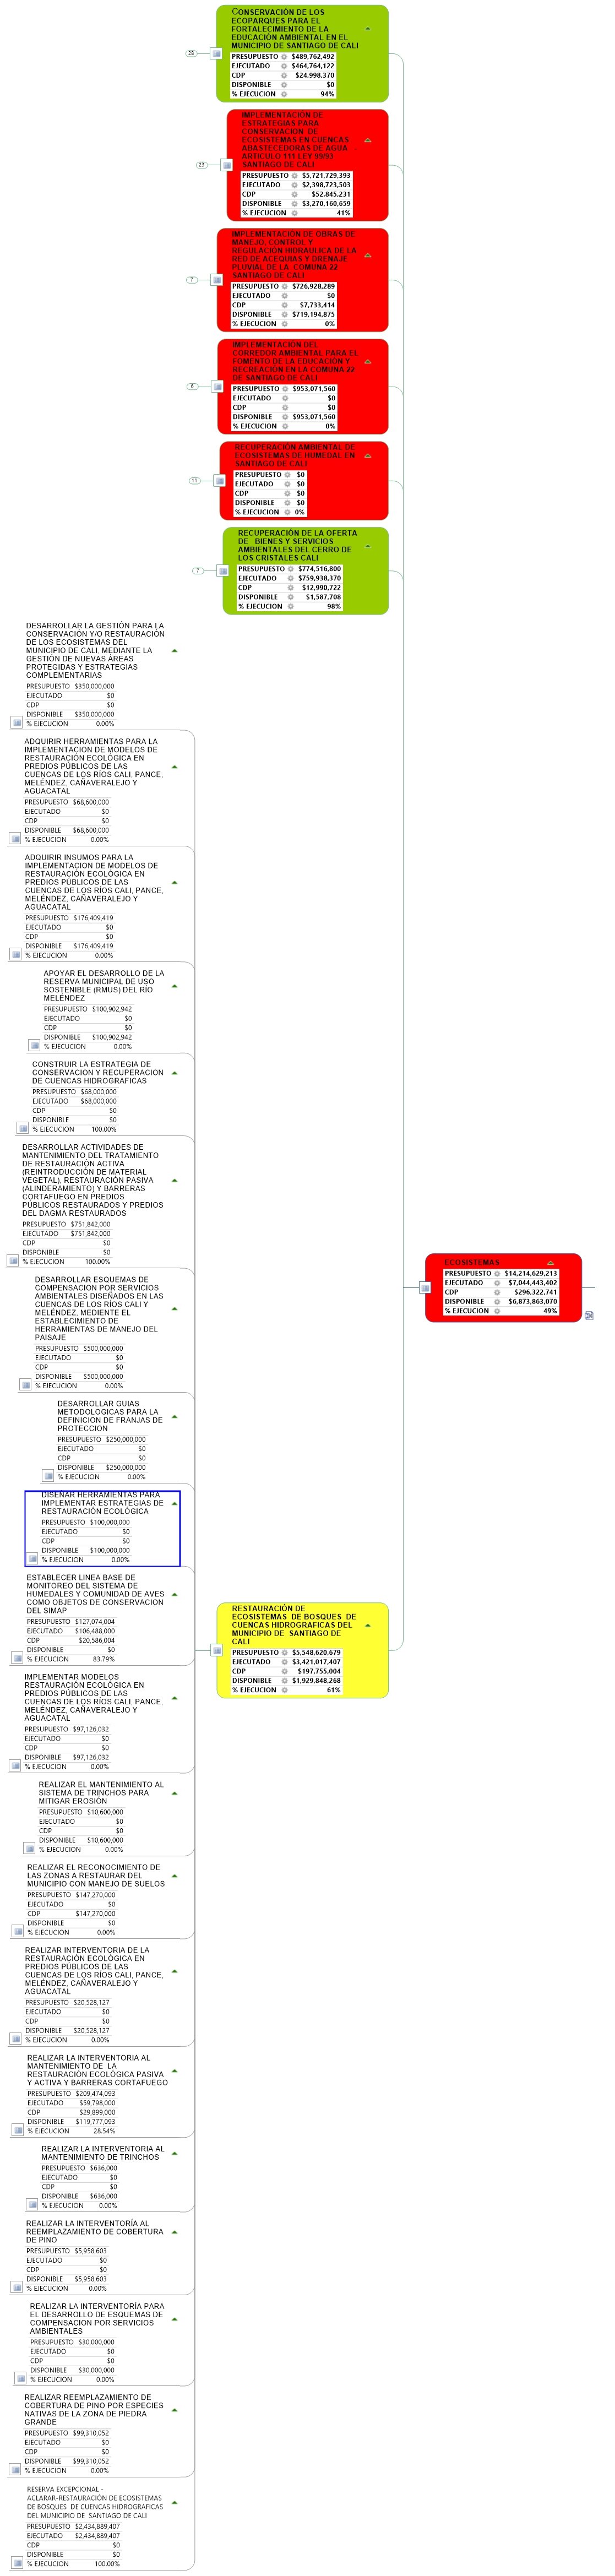 CONSERVACIÓN DE LOS
ECOPARQUES PARA EL
FORTALECIMIENTO DE LA
EDUCACIÓN AMBIENTAL EN EL
MUNICIPIO DE SANTIAGO DE CALI
PRESUPUESTO $489,762,492
EJECUTADO $464,764,122
CDP $24,998,370
DISPONIBLE $0
% EJECUCION 94%
28
IMPLEMENTACIÓN DE
ESTRATEGIAS PARA
CONSERVACION DE
ECOSISTEMAS EN CUENCAS
ABASTECEDORAS DE AGUA
ARTICULO 111 LEY 99/93
SANTIAGO DE CALI
PRESUPUESTO $5,721,729,393
EJECUTADO $2,398,723,503
CDP $52,845,231
DISPONIBLE $3,270,160,659
% EJECUCION 41%
23
IMPLEMENTACIÓN DE OBRAS DE
MANEJO, CONTROL Y
REGULACIÓN HIDRAULICA DE LA
RED DE ACEQUIAS Y DRENAJE
PLUVIAL DE LA COMUNA 22
SANTIAGO DE CALI
PRESUPUESTO $726,928,289
EJECUTADO $0
CDP $7,733,414
DISPONIBLE $719,194,875
% EJECUCION 0%
7
IMPLEMENTACIÓN DEL
CORREDOR AMBIENTAL PARA EL
FOMENTO DE LA EDUCACIÓN Y
RECREACIÓN EN LA COMUNA 22
DE SANTIAGO DE CALI
PRESUPUESTO $953,071,560
EJECUTADO $0
CDP $0
DISPONIBLE $953,071,560
% EJECUCION 0%
6
RECUPERACIÓN AMBIENTAL DE
ECOSISTEMAS DE HUMEDAL EN
SANTIAGO DE CALI
PRESUPUESTO $0
EJECUTADO $0
CDP $0
DISPONIBLE $0
% EJECUCION 0%
11
RECUPERACIÓN DE LA OFERTA
DE BIENES Y SERVICIOS
AMBIENTALES DEL CERRO DE
LOS CRISTALES CALI
PRESUPUESTO $774,516,800
EJECUTADO $759,938,370
CDP $12,990,722
DISPONIBLE $1,587,708
% EJECUCION 98%
7
DESARROLLAR LA GESTIÓN PARA LA
CONSERVACIÓN Y/O RESTAURACIÓN
DE LOS ECOSISTEMAS DEL
MUNICIPIO DE CALI, MEDIANTE LA
GESTIÓN DE NUEVAS ÁREAS
PROTEGIDAS Y ESTRATEGIAS
COMPLEMENTARIAS
PRESUPUESTO $350,000,000
EJECUTADO $0
CDP $0
DISPONIBLE $350,000,000
% EJECUCION 0.00%
ADQUIRIR HERRAMIENTAS PARA LA
IMPLEMENTACION DE MODELOS DE
RESTAURACIÓN ECOLÓGICA EN
PREDIOS PÚBLICOS DE LAS
CUENCAS DE LOS RÍOS CALI, PANCE,
MELÉNDEZ, CAÑAVERALEJO Y
AGUACATAL
PRESUPUESTO $68,600,000
EJECUTADO $0
CDP $0
DISPONIBLE $68,600,000
% EJECUCION 0.00%
ADQUIRIR INSUMOS PARA LA
IMPLEMENTACION DE MODELOS DE
RESTAURACIÓN ECOLÓGICA EN
PREDIOS PÚBLICOS DE LAS
CUENCAS DE LOS RÍOS CALI, PANCE,
MELÉNDEZ, CAÑAVERALEJO Y
AGUACATAL
PRESUPUESTO $176,409,419
EJECUTADO $0
CDP $0
DISPONIBLE $176,409,419
% EJECUCION 0.00%
APOYAR EL DESARROLLO DE LA
RESERVA MUNICIPAL DE USO
SOSTENIBLE (RMUS) DEL RÍO
MELÉNDEZ
PRESUPUESTO $100,902,942
EJECUTADO $0
CDP $0
DISPONIBLE $100,902,942
% EJECUCION 0.00%
CONSTRUIR LA ESTRATEGIA DE
CONSERVACION Y RECUPERACION
DE CUENCAS HIDROGRAFICAS
PRESUPUESTO $68,000,000
EJECUTADO $68,000,000
CDP $0
DISPONIBLE $0
% EJECUCION 100.00%
DESARROLLAR ACTIVIDADES DE
MANTENIMIENTO DEL TRATAMIENTO
DE RESTAURACIÓN ACTIVA
(REINTRODUCCIÓN DE MATERIAL
VEGETAL), RESTAURACIÓN PASIVA
(ALINDERAMIENTO) Y BARRERAS
CORTAFUEGO EN PREDIOS
PÚBLICOS RESTAURADOS Y PREDIOS
DEL DAGMA RESTAURADOS
PRESUPUESTO $751,842,000
EJECUTADO $751,842,000
CDP $0
DISPONIBLE $0
% EJECUCION 100.00%
DESARROLLAR ESQUEMAS DE
COMPENSACION POR SERVICIOS
AMBIENTALES DISEÑADOS EN LAS
CUENCAS DE LOS RÍOS CALI Y
MELÉNDEZ, MEDIENTE EL
ESTABLECIMIENTO DE
HERRAMIENTAS DE MANEJO DEL
PAISAJE
PRESUPUESTO $500,000,000
EJECUTADO $0
CDP $0
DISPONIBLE $500,000,000
% EJECUCION 0.00%
DESARROLLAR GUIAS
METODOLOGICAS PARA LA
DEFINICION DE FRANJAS DE
PROTECCION
PRESUPUESTO $250,000,000
EJECUTADO $0
CDP $0
DISPONIBLE $250,000,000
% EJECUCION 0.00%
DISEÑAR HERRAMIENTAS PARA
IMPLEMENTAR ESTRATEGIAS DE
RESTAURACIÓN ECOLÓGICA
PRESUPUESTO $100,000,000
EJECUTADO $0
CDP $0
DISPONIBLE $100,000,000
% EJECUCION 0.00%
ESTABLECER LINEA BASE DE
MONITOREO DEL SISTEMA DE
HUMEDALES Y COMUNIDAD DE AVES
COMO OBJETOS DE CONSERVACION
DEL SIMAP
PRESUPUESTO $127,074,004
EJECUTADO $106,488,000
CDP $20,586,004
DISPONIBLE $0
% EJECUCION 83.79%
IMPLEMENTAR MODELOS
RESTAURACIÓN ECOLÓGICA EN
PREDIOS PÚBLICOS DE LAS
CUENCAS DE LOS RÍOS CALI, PANCE,
MELÉNDEZ, CAÑAVERALEJO Y
AGUACATAL
PRESUPUESTO $97,126,032
EJECUTADO $0
CDP $0
DISPONIBLE $97,126,032
% EJECUCION 0.00%
REALIZAR EL MANTENIMIENTO AL
SISTEMA DE TRINCHOS PARA
MITIGAR EROSIÓN
PRESUPUESTO $10,600,000
EJECUTADO $0
CDP $0
DISPONIBLE $10,600,000
% EJECUCION 0.00%
REALIZAR EL RECONOCIMIENTO DE
LAS ZONAS A RESTAURAR DEL
MUNICIPIO CON MANEJO DE SUELOS
PRESUPUESTO $147,270,000
EJECUTADO $0
CDP $147,270,000
DISPONIBLE $0
% EJECUCION 0.00%
REALIZAR INTERVENTORIA DE LA
RESTAURACIÓN ECOLÓGICA EN
PREDIOS PÚBLICOS DE LAS
CUENCAS DE LOS RÍOS CALI, PANCE,
MELÉNDEZ, CAÑAVERALEJO Y
AGUACATAL
PRESUPUESTO $20,528,127
EJECUTADO $0
CDP $0
DISPONIBLE $20,528,127
% EJECUCION 0.00%
REALIZAR LA INTERVENTORIA AL
MANTENIMIENTO DE LA
RESTAURACIÓN ECOLÓGICA PASIVA
Y ACTIVA Y BARRERAS CORTAFUEGO
PRESUPUESTO $209,474,093
EJECUTADO $59,798,000
CDP $29,899,000
DISPONIBLE $119,777,093
% EJECUCION 28.54%
REALIZAR LA INTERVENTORIA AL
MANTENIMIENTO DE TRINCHOS
PRESUPUESTO $636,000
EJECUTADO $0
CDP $0
DISPONIBLE $636,000
% EJECUCION 0.00%
REALIZAR LA INTERVENTORÍA AL
REEMPLAZAMIENTO DE COBERTURA
DE PINO
PRESUPUESTO $5,958,603
EJECUTADO $0
CDP $0
DISPONIBLE $5,958,603
% EJECUCION 0.00%
REALIZAR LA INTERVENTORÍA PARA
EL DESARROLLO DE ESQUEMAS DE
COMPENSACION POR SERVICIOS
AMBIENTALES
PRESUPUESTO $30,000,000
EJECUTADO $0
CDP $0
DISPONIBLE $30,000,000
% EJECUCION 0.00%
REALIZAR REEMPLAZAMIENTO DE
COBERTURA DE PINO POR ESPECIES
NATIVAS DE LA ZONA DE PIEDRA
GRANDE
PRESUPUESTO $99,310,052
EJECUTADO $0
CDP $0
DISPONIBLE $99,310,052
% EJECUCION 0.00%
RESERVA EXCEPCIONAL -
ACLARAR-RESTAURACIÓN DE ECOSISTEMAS
DE BOSQUES DE CUENCAS HIDROGRAFICAS
DEL MUNICIPIO DE SANTIAGO DE CALI
PRESUPUESTO $2,434,889,407
EJECUTADO $2,434,889,407
CDP $0
DISPONIBLE $0
% EJECUCION 100.00%
RESTAURACIÓN DE
ECOSISTEMAS DE BOSQUES DE
CUENCAS HIDROGRAFICAS DEL
MUNICIPIO DE SANTIAGO DE
CALI
PRESUPUESTO $5,548,620,679
EJECUTADO $3,421,017,407
CDP $197,755,004
DISPONIBLE $1,929,848,268
% EJECUCION 61%
ECOSISTEMAS
PRESUPUESTO $14,214,629,213
EJECUTADO $7,044,443,402
CDP $296,322,741
DISPONIBLE $6,873,863,070
% EJECUCION 49%